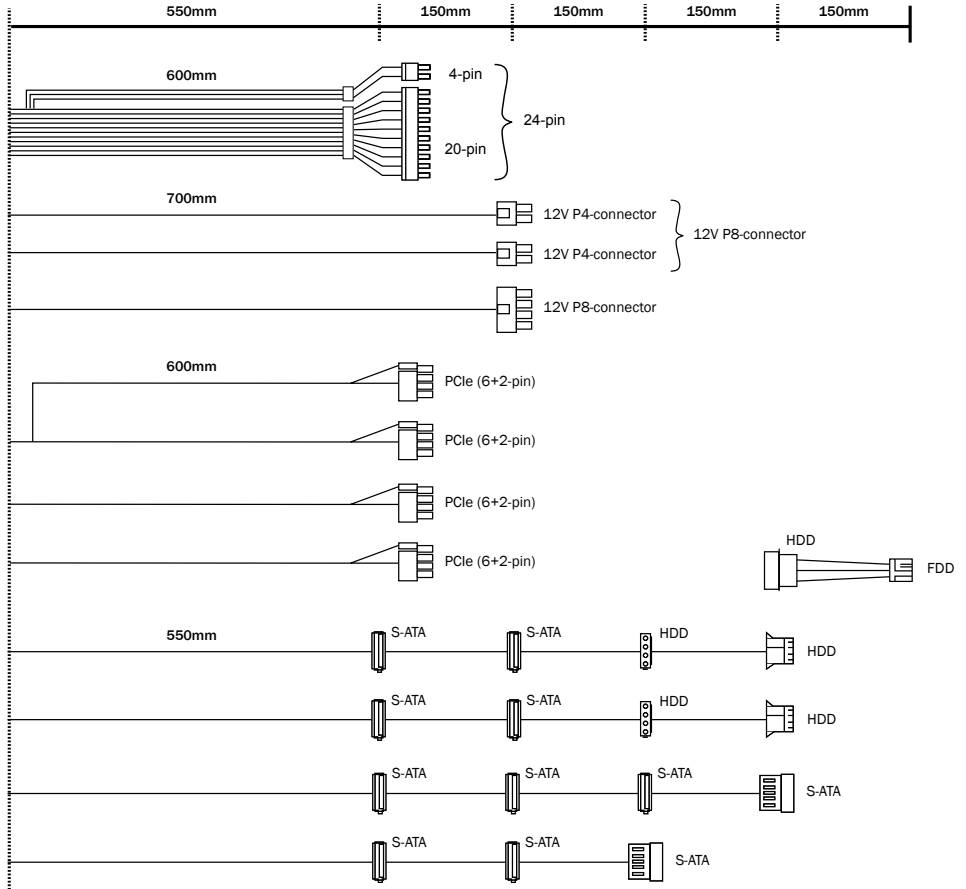 550mm 150mm 150mm 150mm 150mm
600mm
4-pin
20-pin
24-pin
700mm
12V P4-connector
12V P4-connector
12V P8-connector
12V P8-connector
600mm
PCIe (6+2-pin)
PCIe (6+2-pin)
PCIe (6+2-pin)
PCIe (6+2-pin)
HDD
FDD
550mm
S-ATA S-ATA HDD
HDD
S-ATA S-ATA HDD
HDD
S-ATA S-ATA S-ATA
S-ATA
S-ATA S-ATA
S-ATA